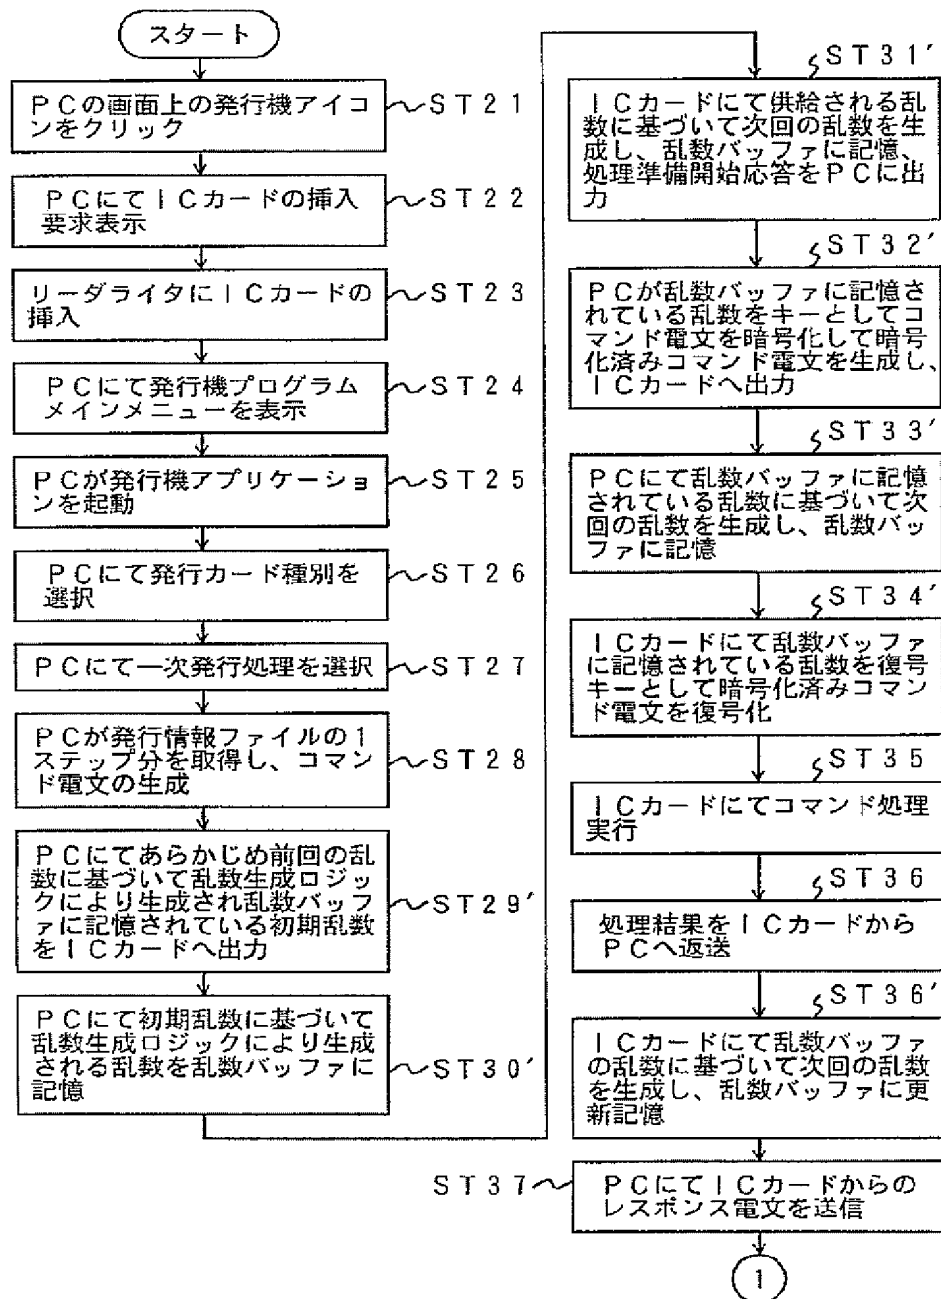 スタート
PCの画面上の発行機アイコ
ンをクリック
ST21
PCにてICカードの挿入
要求表示
ST22
リーダライタにICカードの
挿入
ST23
PCにて発行機プログラム
メインメニューを表示
ST24
PCが発行機アプリケーショ
ンを起動
ST25
PCにて発行カード種別を
選択
ST26
PCにて一次発行処理を選択
ST27
PCが発行情報ファイルの1
ステップ分を取得し、コマン
ド電文の生成
ST28
PCにてあらかじめ前回の乱
数に基づいて乱数生成ロジッ
クにより生成され乱数バッフ
ァに記憶されている初期乱数
をICカードへ出力
ST29′
PCにて初期乱数に基づいて
乱数生成ロジックにより生成
される乱数を乱数バッファに
記憶
ST30′
ST31′
ICカードにて供給される乱
数に基づいて次回の乱数を生
成し、乱数バッファに記憶、
処理準備開始応答をPCに出
力
ST32′
PCが乱数バッファに記憶さ
れている乱数をキーとしてコ
マンド電文を暗号化して暗号
化済みコマンド電文を生成し、
ICカードへ出力
ST33′
PCにて乱数バッファに記憶
されている乱数に基づいて次
回の乱数を生成し、乱数バッ
ファに記憶
ST34′
ICカードにて乱数バッファ
に記憶されている乱数を復号
キーとして暗号化済みコマン
ド電文を復号化
ST35
ICカードにてコマンド処理
実行
ST36
処理結果をICカードから
PCへ返送
ST36′
ICカードにて乱数バッファ
の乱数に基づいて次回の乱数
を生成し、乱数バッファに更
新記憶
ST37
PCにてICカードからの
レスポンス電文を送信
1